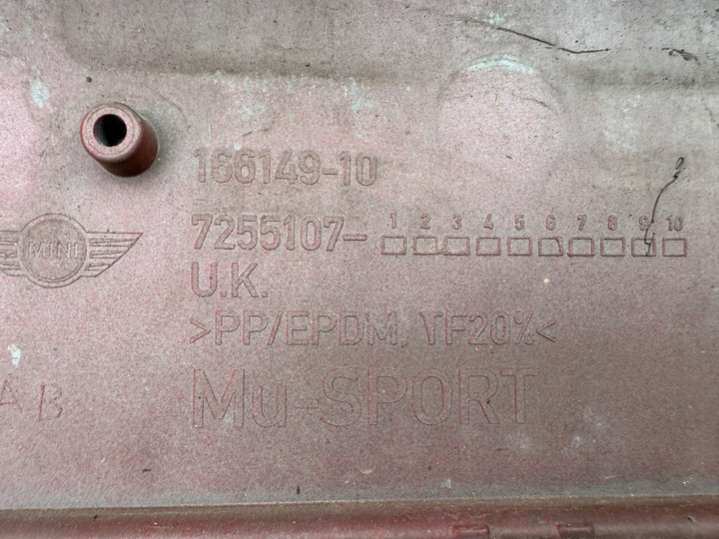 166149-10
7255107- 1 2 3 4 5 6 7 8 9 10
MINI
U.K.
>PP/EPDM, TF20%<
AB
Mu-SPORT